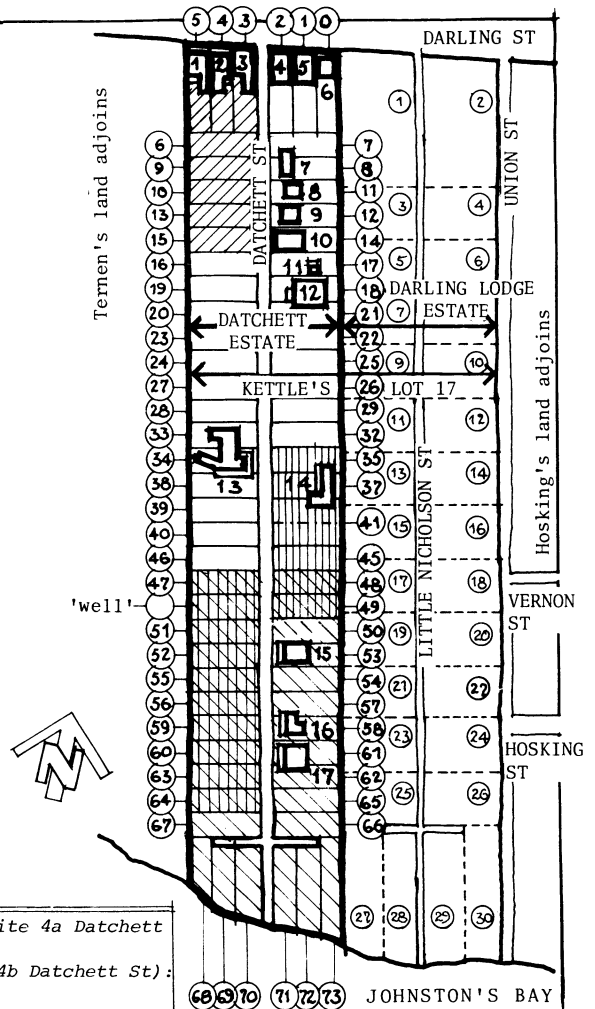 5 4 3 2 1 0
DARLING ST
1 2 3 4 5
6
1 2
Ternen's land adjoins
DATCHETT ST
UNION ST
6 7
9 7 8
10 8 11
13 9 12 3 4
15 10 14
16 11 17 5 6
19 12 18 DARLING LODGE
20 21 7 ESTATE
DATCHETT
ESTATE
23 22
24 25 9 10
KETTLE'S LOT 17
27 26
28 29 11 12
33 32
34 35
13 14 13 14
38 37
39
40 41 15 16
46 45
LITTLE NICHOLSON ST
Hosking's land adjoins
47 48 17 18
'well' 49
VERNON
ST
51 50 19 20
52 15 53
55 54 21 22
56 57
59 16 58 23 24
60 17 61
HOSKING
ST
63 62
64 65 25 26
67 66
N
27 28 29 30
ite 4a Datchett
4b Datchett St):
68 69 70 71 72 73
JOHNSTON'S BAY